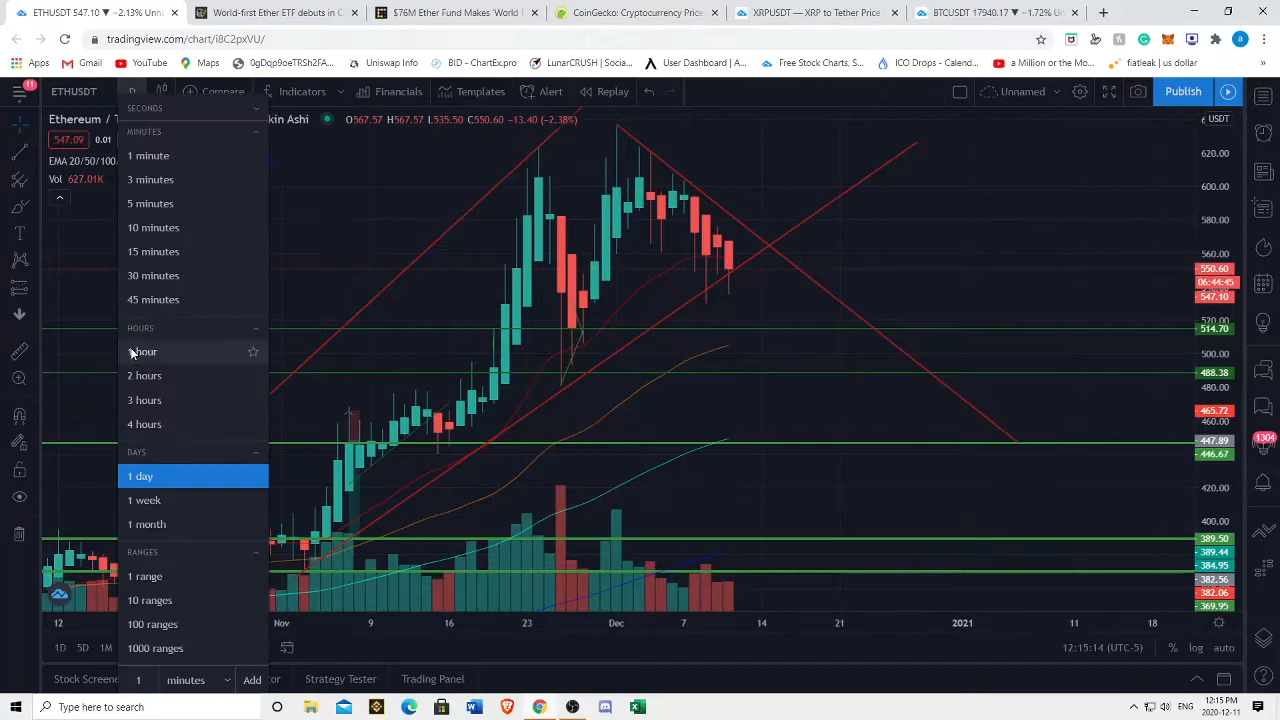 ETHUSDT 547.09 ▼ −2.13% U
World-first Ether ETF debuts in C
$76M Ether Fund Makes 'World
CoinGecko: Cryptocurrency Price
XRPUSDT — XRP to Tether Price
BTCUSDT 17940.17 ▼ −1.72% Un
tradingview.com/chart/i8C2pxVU/
Apps
Gmail
YouTube
Maps
Uniswap Info
LunarCRUSH | Social...
User Dashboard | A...
Free Stock Charts, S...
ICO Drops - Calend...
a Million or the Mo...
fiatleak | us dollar
11
ETHUSDT
D
Compare
Indicators
Financials
Templates
Alert
Replay
Unnamed
Publish
Ethereum / T
kin Ashi
O567.57 H567.57 L535.50 C550.60 −13.40 (−2.38%)
547.09
0.01
EMA 20/50/100/
Vol 627.01K
SECONDS
MINUTES
1 minute
3 minutes
5 minutes
10 minutes
15 minutes
30 minutes
45 minutes
HOURS
hour
2 hours
3 hours
4 hours
DAYS
1 day
1 week
1 month
RANGES
1 range
10 ranges
100 ranges
1000 ranges
1
minutes
Add
USDT
620.00
600.00
580.00
560.00
550.60
06:44:45
547.10
520.00
514.70
500.00
488.38
480.00
465.72
460.00
447.89
446.67
420.00
400.00
389.50
389.44
384.95
382.56
382.06
369.95
1304
12
Nov
9
16
23
Dec
7
14
21
2021
11
18
1D
5D
1M
12:15:14 (UTC-5)
%
log
auto
Stock Screene
tor
Strategy Tester
Trading Panel
Type here to search
ENG
12:15 PM
2020-12-11